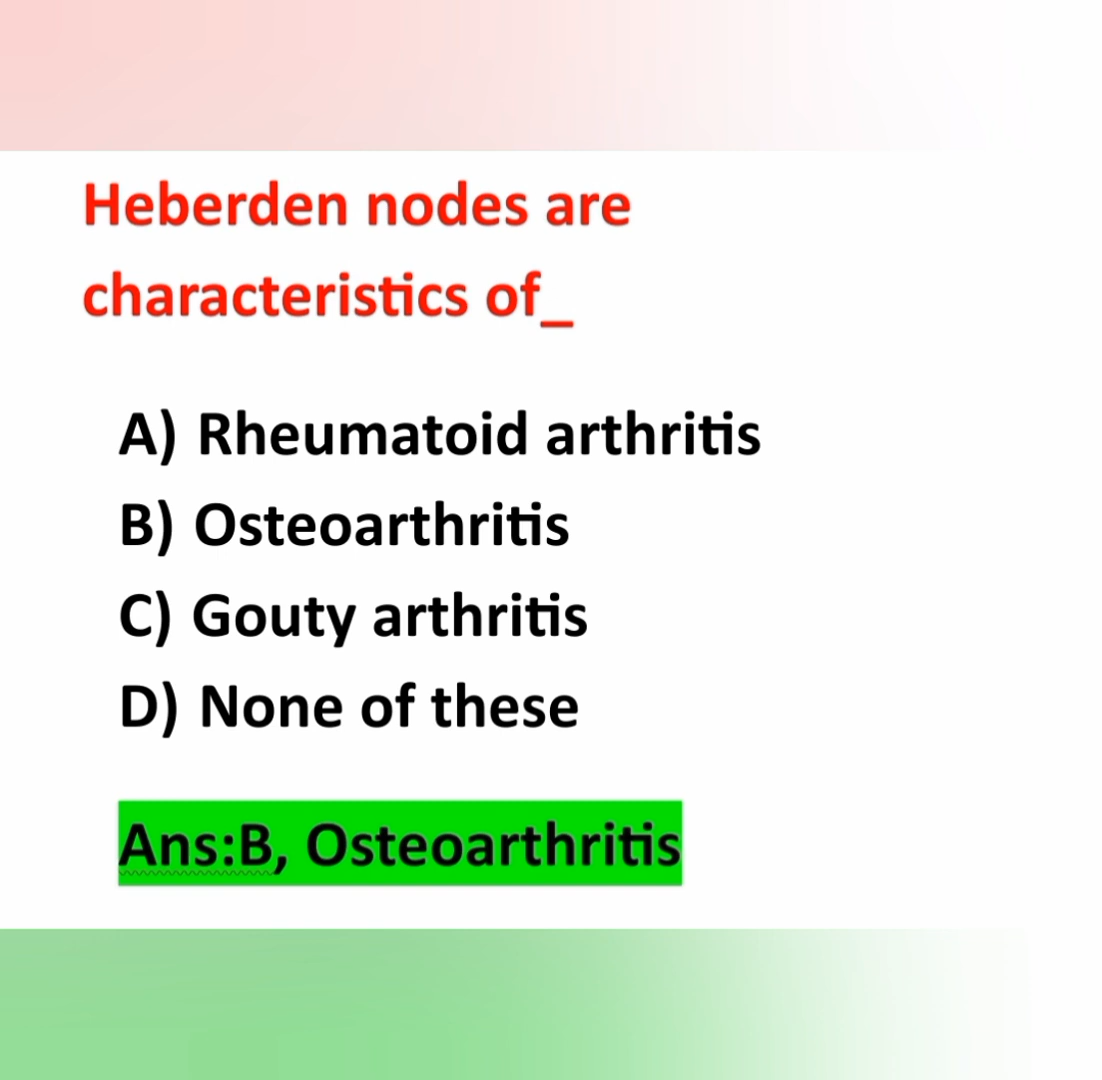 Heberden nodes are
characteristics of_
A) Rheumatoid arthritis
B) Osteoarthritis
C) Gouty arthritis
D) None of these
Ans:B, Osteoarthritis